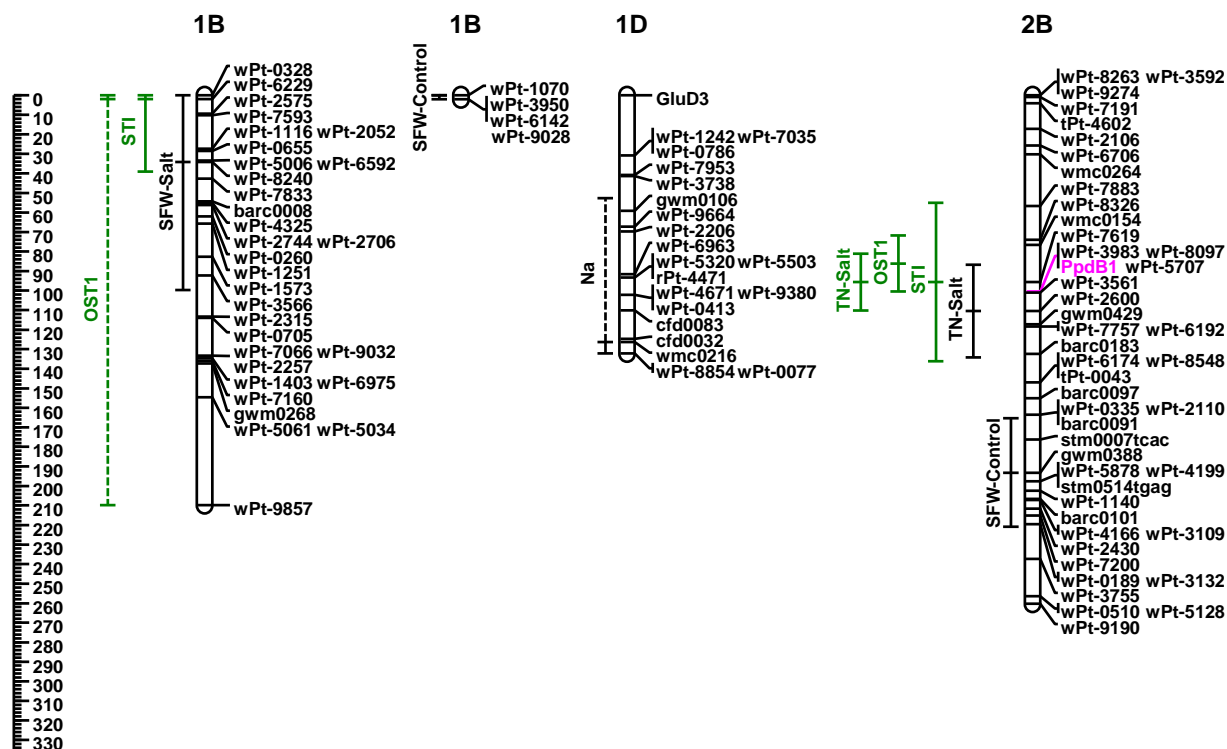 1B
1B
1D
2B
0
10
20
30
40
50
60
70
80
90
100
110
120
130
140
150
160
170
180
190
200
210
220
230
240
250
260
270
280
290
300
310
320
330
OST1
STI
SFW-Salt
wPt-0328
wPt-6229
wPt-2575
wPt-7593
wPt-1116 wPt-2052
wPt-0655
wPt-5006 wPt-6592
wPt-8240
wPt-7833
barc0008
wPt-4325
wPt-2744 wPt-2706
wPt-0260
wPt-1251
wPt-1573
wPt-3566
wPt-2315
wPt-0705
wPt-7066 wPt-9032
wPt-2257
wPt-1403 wPt-6975
wPt-7160
gwm0268
wPt-5061 wPt-5034
wPt-9857
SFW-Control
wPt-1070
wPt-3950
wPt-6142
wPt-9028
Na
GluD3
wPt-1242 wPt-7035
wPt-0786
wPt-7953
wPt-3738
gwm0106
wPt-9664
wPt-2206
wPt-6963
wPt-5320 wPt-5503
rPt-4471
wPt-4671 wPt-9380
wPt-0413
cfd0083
cfd0032
wmc0216
wPt-8854 wPt-0077
TN-Salt
OST1
STI
TN-Salt
SFW-Control
wPt-8263 wPt-3592
wPt-9274
wPt-7191
tPt-4602
wPt-2106
wPt-6706
wmc0264
wPt-7883
wPt-8326
wmc0154
wPt-7619
wPt-3983 wPt-8097
PpdB1 wPt-5707
wPt-3561
wPt-2600
gwm0429
wPt-7757 wPt-6192
barc0183
wPt-6174 wPt-8548
tPt-0043
barc0097
wPt-0335 wPt-2110
barc0091
stm0007tcac
gwm0388
wPt-5878 wPt-4199
stm0514tgag
wPt-1140
barc0101
wPt-4166 wPt-3109
wPt-2430
wPt-7200
wPt-0189 wPt-3132
wPt-3755
wPt-0510 wPt-5128
wPt-9190